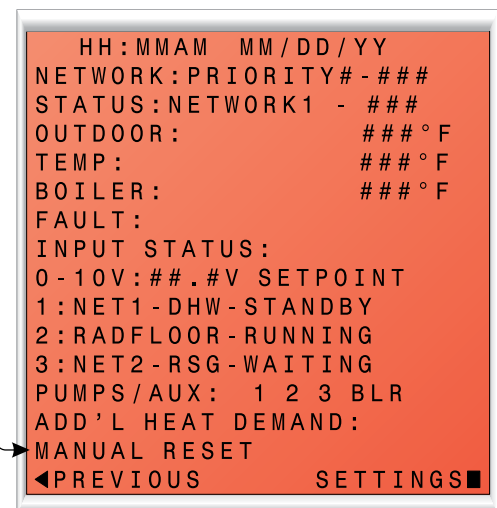 HH:MMAM MM/DD/YY
NETWORK:PRIORITY#-###
STATUS:NETWORK1 - ###
OUTDOOR: ###°F
TEMP: ###°F
BOILER: ###°F
FAULT:
INPUT STATUS:
0-10V:##.#V SETPOINT
1:NET1-DHW-STANDBY
2:RADFLOOR-RUNNING
3:NET2-RSG-WAITING
PUMPS/AUX: 1 2 3 BLR
ADD'L HEAT DEMAND:
MANUAL RESET
◀PREVIOUS SETTINGS■